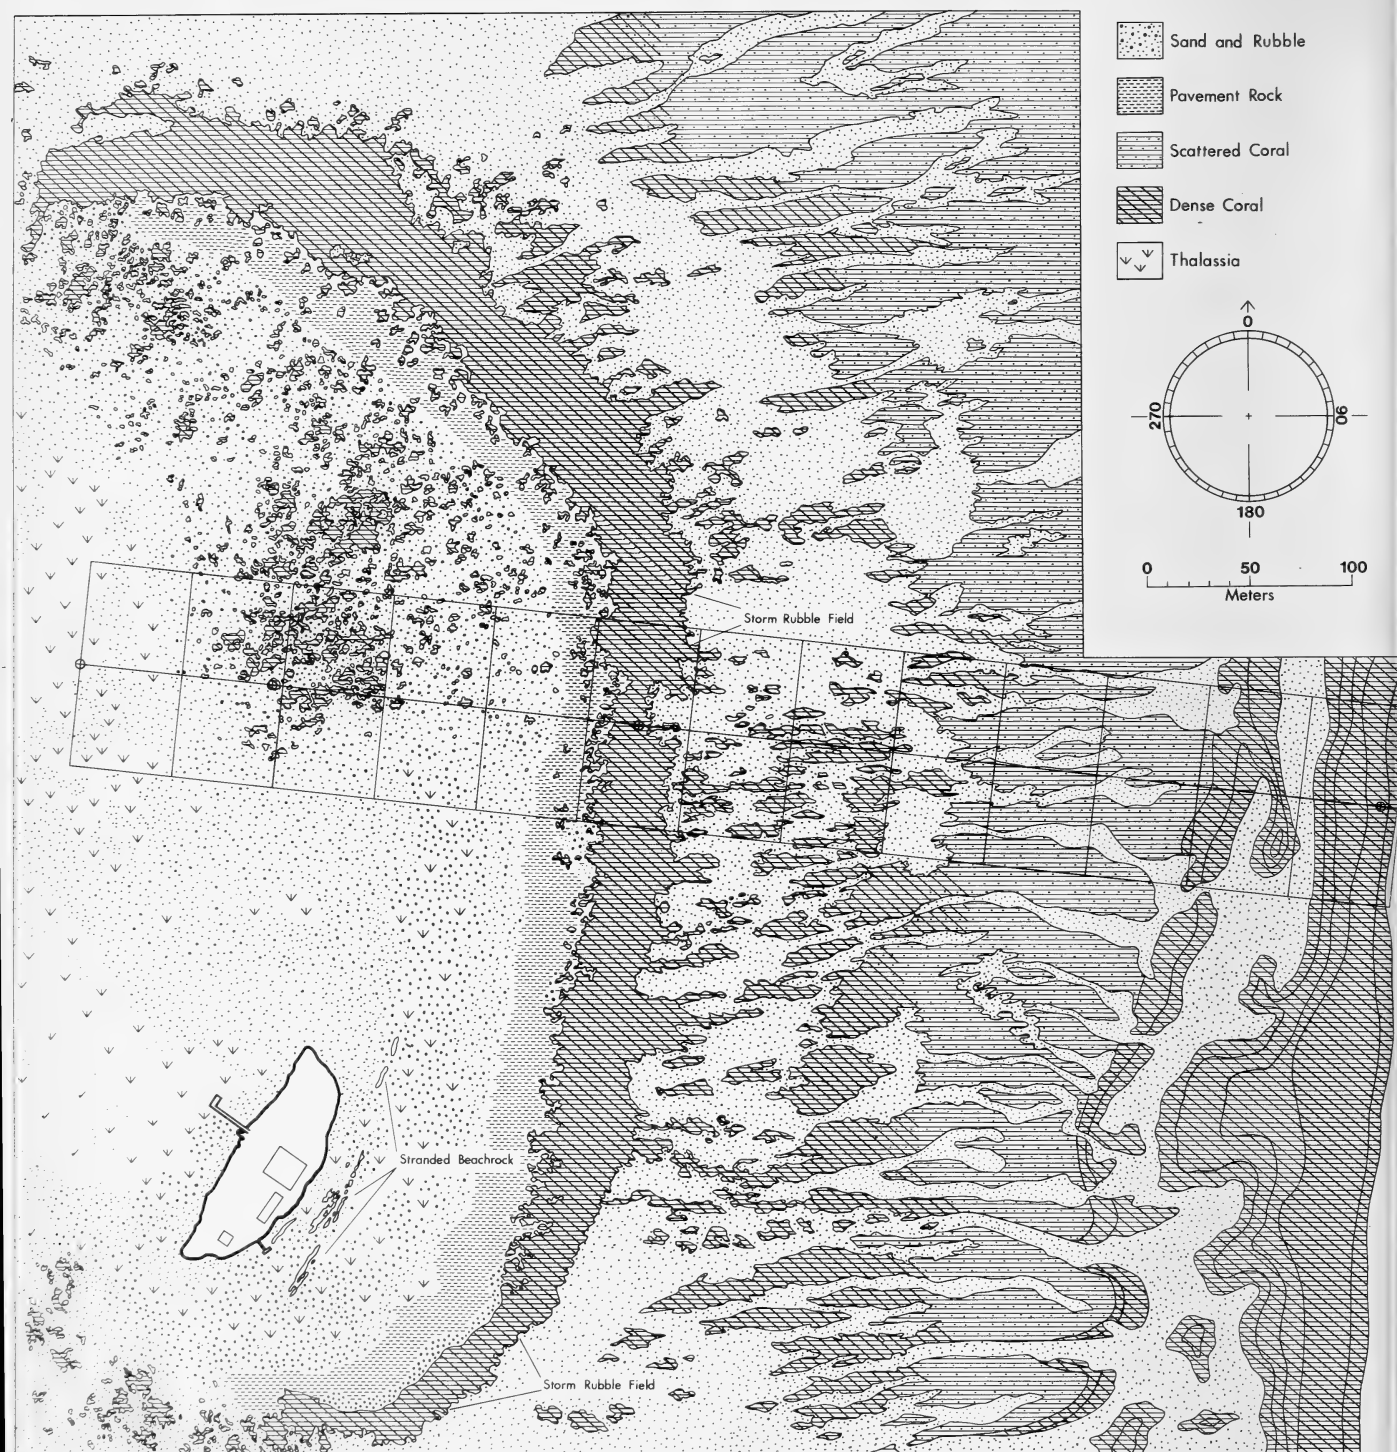 Sand and Rubble
Pavement Rock
Scattered Coral
Dense Coral
Thalassia
0
270
90
180
0 50 100
Meters
Storm Rubble Field
Stranded Beachrock
Storm Rubble Field